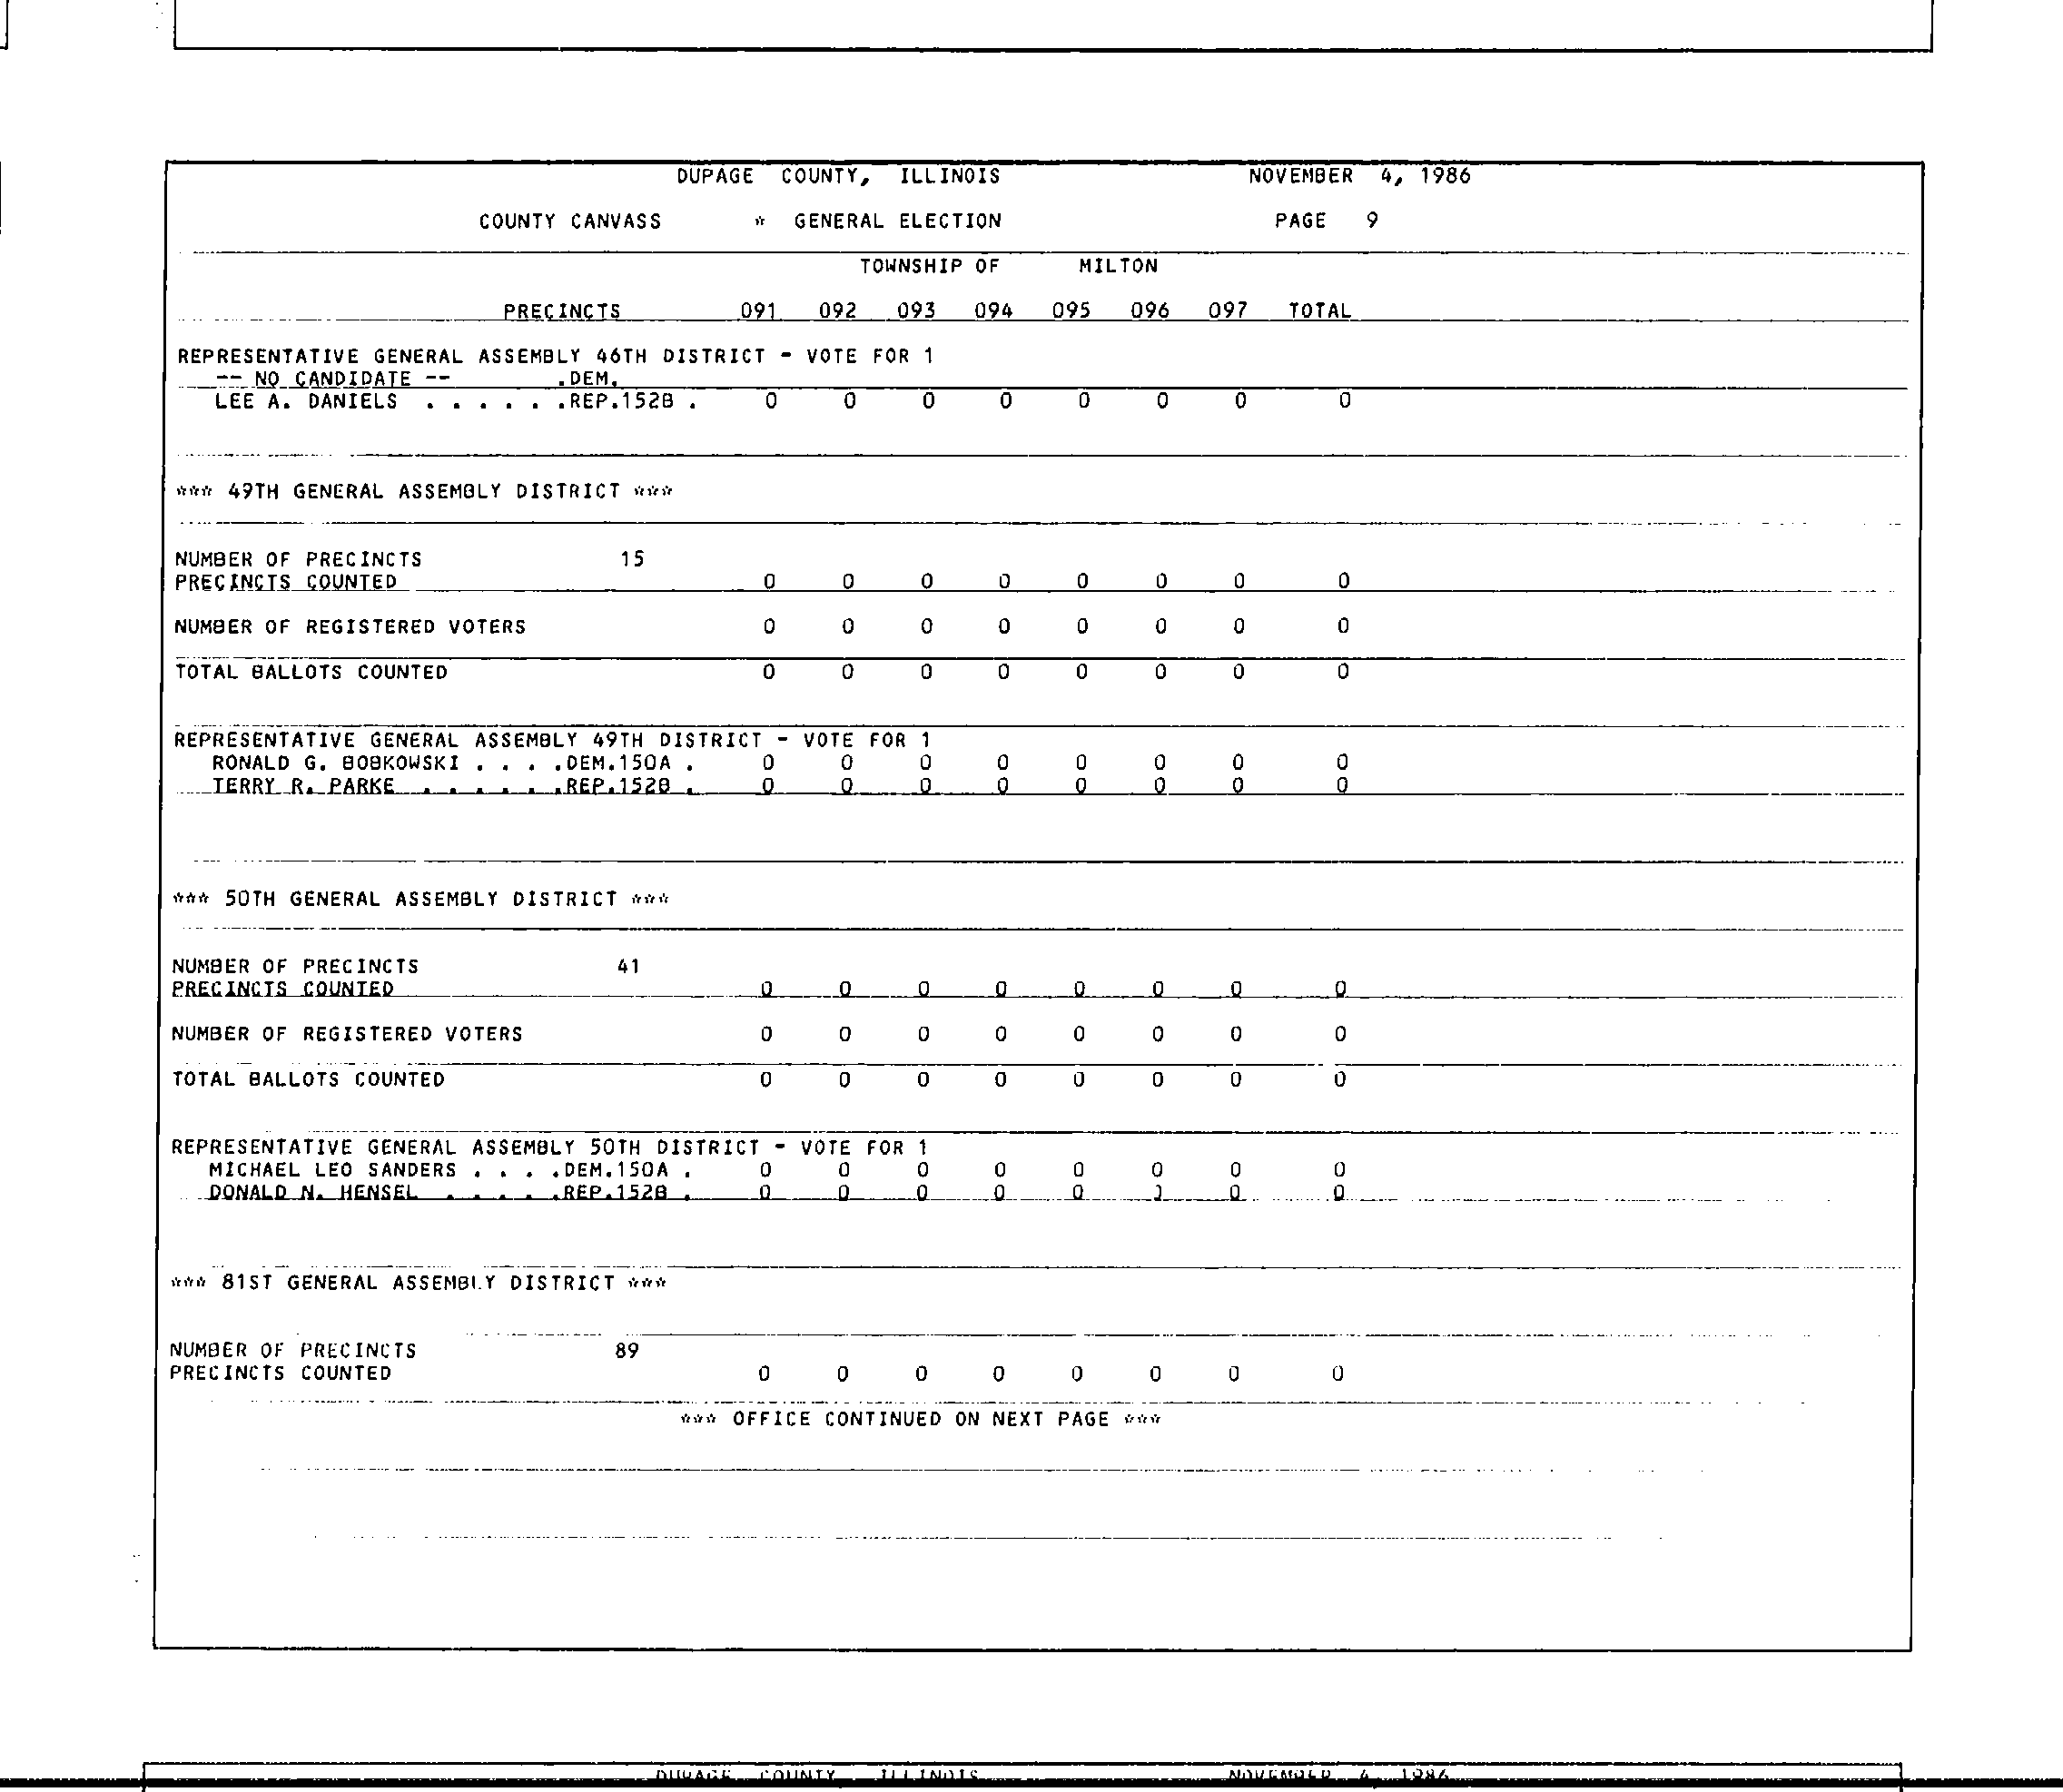 DUPAGE COUNTY, ILLINOIS NOVEMBER 4, 1986
COUNTY CANVASS * GENERAL ELECTION PAGE 9
TOWNSHIP OF MILTON
PRECINCTS 091 092 093 094 095 096 097 TOTAL
REPRESENTATIVE GENERAL ASSEMBLY 46TH DISTRICT - VOTE FOR 1
-- NO CANDIDATE -- .DEM.
LEE A. DANIELS . . . . . .REP.152B . 0 0 0 0 0 0 0 0
*** 49TH GENERAL ASSEMBLY DISTRICT ***
NUMBER OF PRECINCTS 15
PRECINCTS COUNTED 0 0 0 0 0 0 0 0
NUMBER OF REGISTERED VOTERS 0 0 0 0 0 0 0 0
TOTAL BALLOTS COUNTED 0 0 0 0 0 0 0 0
REPRESENTATIVE GENERAL ASSEMBLY 49TH DISTRICT - VOTE FOR 1
RONALD G. BOBKOWSKI . . . .DEM.150A . 0 0 0 0 0 0 0 0
TERRY R. PARKE . . . . . .REP.152B . 0 0 0 0 0 0 0 0
*** 50TH GENERAL ASSEMBLY DISTRICT ***
NUMBER OF PRECINCTS 41
PRECINCTS COUNTED 0 0 0 0 0 0 0 0
NUMBER OF REGISTERED VOTERS 0 0 0 0 0 0 0 0
TOTAL BALLOTS COUNTED 0 0 0 0 0 0 0 0
REPRESENTATIVE GENERAL ASSEMBLY 50TH DISTRICT - VOTE FOR 1
MICHAEL LEO SANDERS . . . .DEM.150A . 0 0 0 0 0 0 0 0
DONALD N. HENSEL . . . . .REP.152B . 0 0 0 0 0 0 0
*** 81ST GENERAL ASSEMBLY DISTRICT ***
NUMBER OF PRECINCTS 89
PRECINCTS COUNTED 0 0 0 0 0 0 0 0
*** OFFICE CONTINUED ON NEXT PAGE ***
DUPAGE COUNTY ILLINOIS NOVEMBER 4, 1986